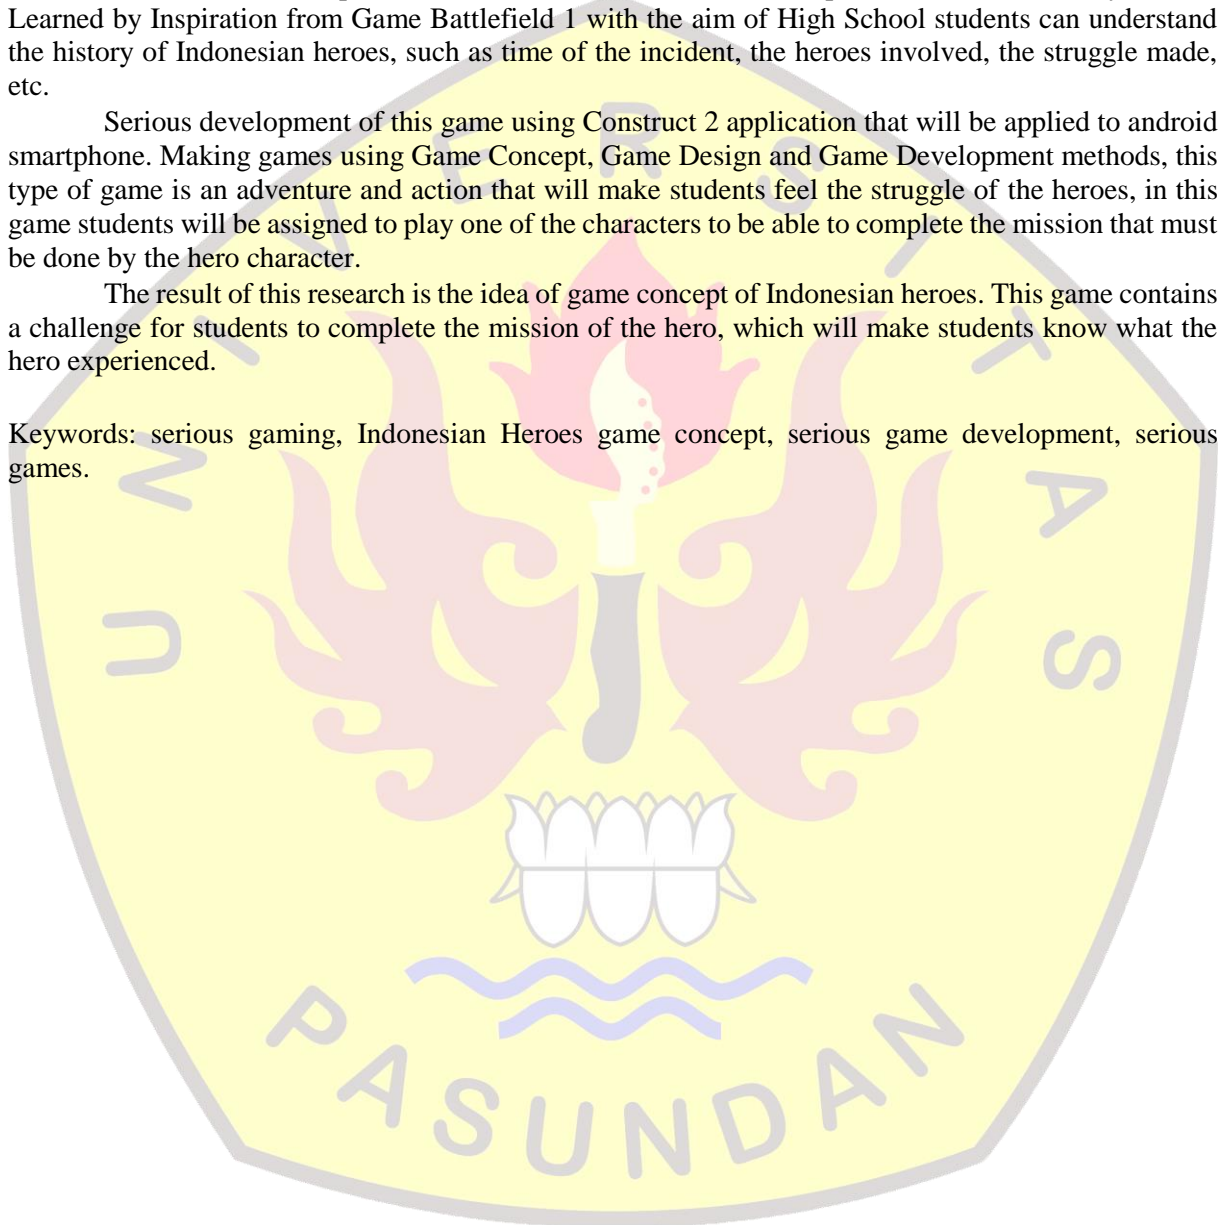 Learned by Inspiration from Game Battlefield 1 with the aim of High School students can understand
the history of Indonesian heroes, such as time of the incident, the heroes involved, the struggle made,
etc.
Serious development of this game using Construct 2 application that will be applied to android
smartphone. Making games using Game Concept, Game Design and Game Development methods, this
type of game is an adventure and action that will make students feel the struggle of the heroes, in this
game students will be assigned to play one of the characters to be able to complete the mission that must
be done by the hero character.
The result of this research is the idea of game concept of Indonesian heroes. This game contains
a challenge for students to complete the mission of the hero, which will make students know what the
hero experienced.
Keywords: serious gaming, Indonesian Heroes game concept, serious game development, serious
games.
UNIVERSITAS
PASUNDAN